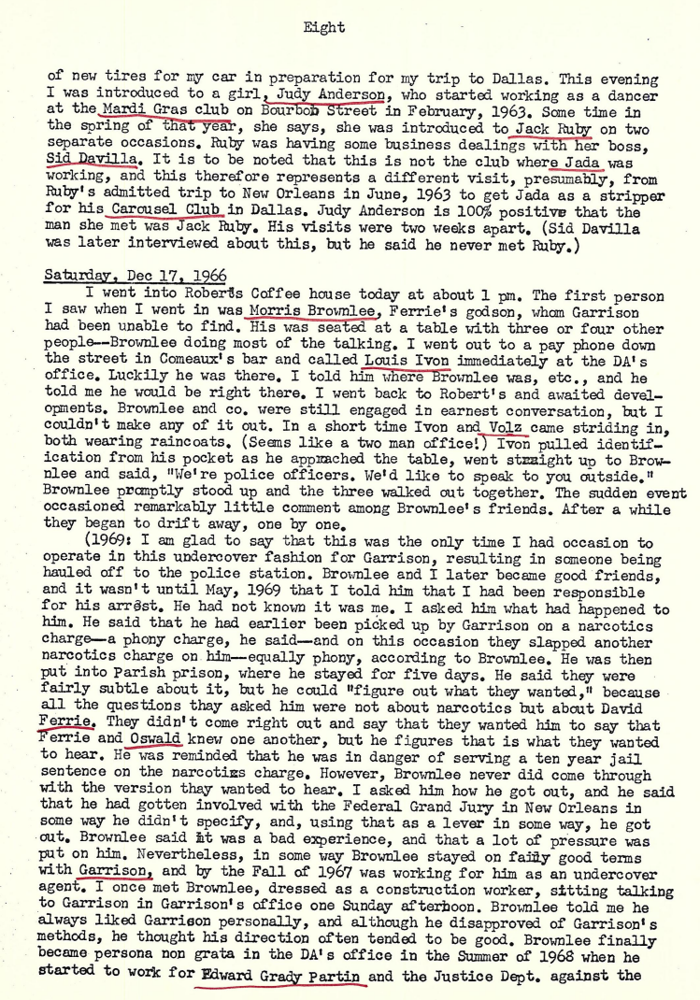 Eight
of new tires for my car in preparation for my trip to Dallas. This evening
I was introduced to a girl, Judy Anderson, who started working as a dancer
at the Mardi Gras club on Bourbon Street in February, 1963. Some time in
the spring of that year, she says, she was introduced to Jack Ruby on two
separate occasions. Ruby was having some business dealings with her boss,
Sid Davilla. It is to be noted that this is not the club where Jada was
working, and this therefore represents a different visit, presumably, from
Ruby's admitted trip to New Orleans in June, 1963 to get Jada as a stripper
for his Carousel Club in Dallas. Judy Anderson is 100% positive that the
man she met was Jack Ruby. His visits were two weeks apart. (Sid Davilla
was later interviewed about this, but he said he never met Ruby.)
Saturday, Dec 17, 1966
I went into Roberts Coffee house today at about 1 pm. The first person
I saw when I went in was Morris Brownlee, Ferrie's godson, whom Garrison
had been unable to find. His was seated at a table with three or four other
people--Brownlee doing most of the talking. I went out to a pay phone down
the street in Comeaux's bar and called Louis Ivon immediately at the DA's
office. Luckily he was there. I told him where Brownlee was, etc., and he
told me he would be right there. I went back to Robert's and awaited devel-
opments. Brownlee and co. were still engaged in earnest conversation, but I
couldn't make any of it out. In a short time Ivon and Volz came striding in,
both wearing raincoats. (Seems like a two man office!) Ivon pulled identif-
ication from his pocket as he approached the table, went straight up to Brow-
nlee and said, "We're police officers. We'd like to speak to you outside."
Brownlee promptly stood up and the three walked out together. The sudden event
occasioned remarkably little comment among Brownlee's friends. After a while
they began to drift away, one by one.
(1969: I am glad to say that this was the only time I had occasion to
operate in this undercover fashion for Garrison, resulting in someone being
hauled off to the police station. Brownlee and I later became good friends,
and it wasn't until May, 1969 that I told him that I had been responsible
for his arrest. He had not known it was me. I asked him what had happened to
him. He said that he had earlier been picked up by Garrison on a narcotics
charge--a phony charge, he said--and on this occasion they slapped another
narcotics charge on him--equally phony, according to Brownlee. He was then
put into Parish prison, where he stayed for five days. He said they were
fairly subtle about it, but he could "figure out what they wanted," because
all the questions thay asked him were not about narcotics but about David
Ferrie. They didn't come right out and say that they wanted him to say that
Ferrie and Oswald knew one another, but he figures that is what they wanted
to hear. He was reminded that he was in danger of serving a ten year jail
sentence on the narcotics charge. However, Brownlee never did come through
with the version thay wanted to hear. I asked him how he got out, and he said
that he had gotten involved with the Federal Grand Jury in New Orleans in
some way he didn't specify, and, using that as a lever in some way, he got
out. Brownlee said it was a bad experience, and that a lot of pressure was
put on him. Nevertheless, in some way Brownlee stayed on faily good terms
with Garrison, and by the Fall of 1967 was working for him as an undercover
agent. I once met Brownlee, dressed as a construction worker, sitting talking
to Garrison in Garrison's office one Sunday afternoon. Brownlee told me he
always liked Garrison personally, and although he disapproved of Garrison's
methods, he thought his direction often tended to be good. Brownlee finally
became persona non grata in the DA's office in the Summer of 1968 when he
started to work for Edward Grady Partin and the Justice Dept. against the